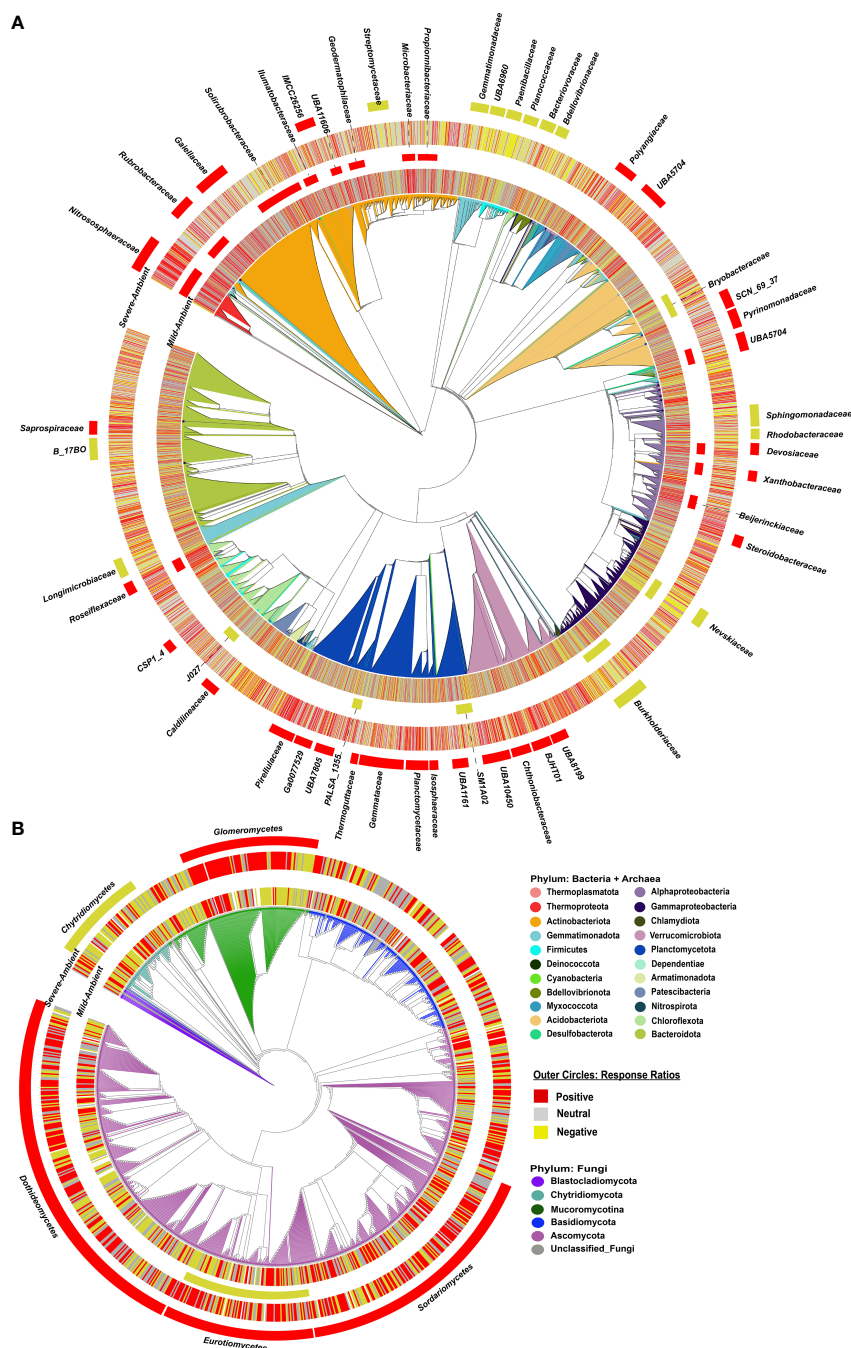 A
Nitrososphaeraceae
Rubrobacteraceae
Gaiellaceae
Solirubrobacteraceae
Ilumatobacteraceae
IMCC26256
UBA11606
Geodermatophilaceae
Streptomycetaceae
Microbacteriaceae
Propionnibacteriaceae
Gemmatimonadaceae
UBA6960
Paenibacillaceae
Planococcaceae
Bacteriovoraceae
Bdellovibrionaceae
Polyangiaceae
UBA5704
Bryobacteraceae
SCN_69_37
Pyrinomonadaceae
UBA5704
Sphingomonadaceae
Rhodobacteraceae
Devosiaceae
Xanthobacteraceae
Beijerinckiaceae
Steroidobacteraceae
Nevskiaceae
Burkholderiaceae
UBA8199
BJHT01
Chthoniobacteraceae
UBA10450
SM1A02
UBA1161
Isosphaeraceae
Planctomycetaceae
Gemmataceae
Thermoguttaceae
PALSA_1355
UBA7805
Ga0077529
Pirellulaceae
Caldilineaceae
J027
CSP1_4
Roseiflexaceae
Longimicrobiaceae
B_17BO
Saprospiraceae
Severe-Ambient
Mild-Ambient
B
Glomeromycetes
Chytridiomycetes
Severe-Ambient
Mild-Ambient
Dothideomycetes
Eurotiomycetes
Sordariomycetes
Phylum: Bacteria + Archaea
Thermoplasmatota
Thermoproteota
Actinobacteriota
Gemmatimonadota
Firmicutes
Deinococcota
Cyanobacteria
Bdellovibrionota
Myxococcota
Acidobacteriota
Desulfobacterota
Alphaproteobacteria
Gammaproteobacteria
Chlamydiota
Verrucomicrobiota
Planctomycetota
Dependentiae
Armatimonadota
Patescibacteria
Nitrospirota
Chloroflexota
Bacteroidota
Outer Circles: Response Ratios
Positive
Neutral
Negative
Phylum: Fungi
Blastocladiomycota
Chytridiomycota
Mucoromycotina
Basidiomycota
Ascomycota
Unclassified_Fungi